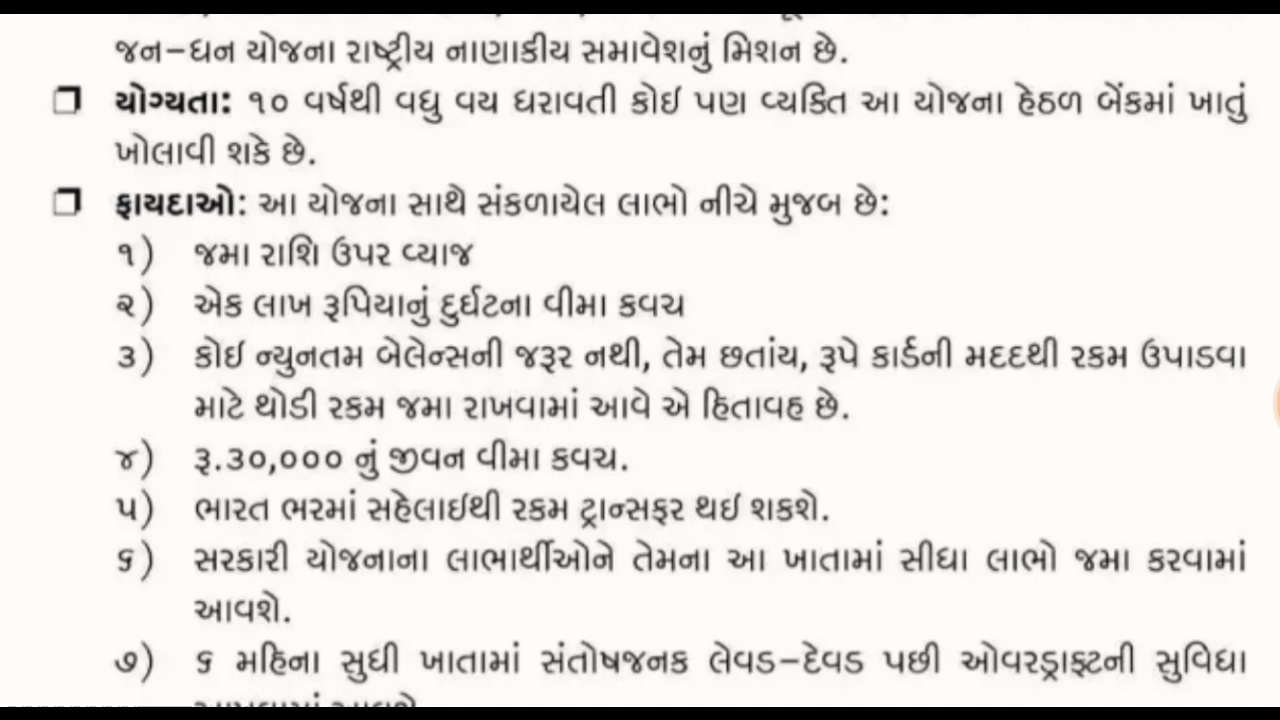 જન-ધન યોજના રાષ્ટ્રીય નાણાકીય સમાવેશનું મિશન છે.
❒ યોગ્યતા: ૧૦ વર્ષથી વધુ વય ધરાવતી કોઈ પણ વ્યક્તિ આ યોજના હેઠળ બેંકમાં ખાતું
ખોલાવી શકે છે.
❒ ફાયદાઓ: આ યોજના સાથે સંકળાયેલ લાભો નીચે મુજબ છે:
૧) જમા રાશિ ઉપર વ્યાજ
૨) એક લાખ રૂપિયાનું દુર્ઘટના વીમા કવચ
૩) કોઈ ન્યુનતમ બેલેન્સની જરૂર નથી, તેમ છતાંય, રૂપે કાર્ડની મદદથી રકમ ઉપાડવા
માટે થોડી રકમ જમા રાખવામાં આવે એ હિતાવહ છે.
૪) રૂ.૩૦,૦૦૦ નું જીવન વીમા કવચ.
૫) ભારત ભરમાં સહેલાઈથી રકમ ટ્રાન્સફર થઈ શકશે.
૬) સરકારી યોજનાના લાભાર્થીઓને તેમના આ ખાતામાં સીધા લાભો જમા કરવામાં
આવશે.
૭) ૬ મહિના સુધી ખાતામાં સંતોષજનક લેવડ-દેવડ પછી ઓવરડ્રાફ્ટની સુવિધા